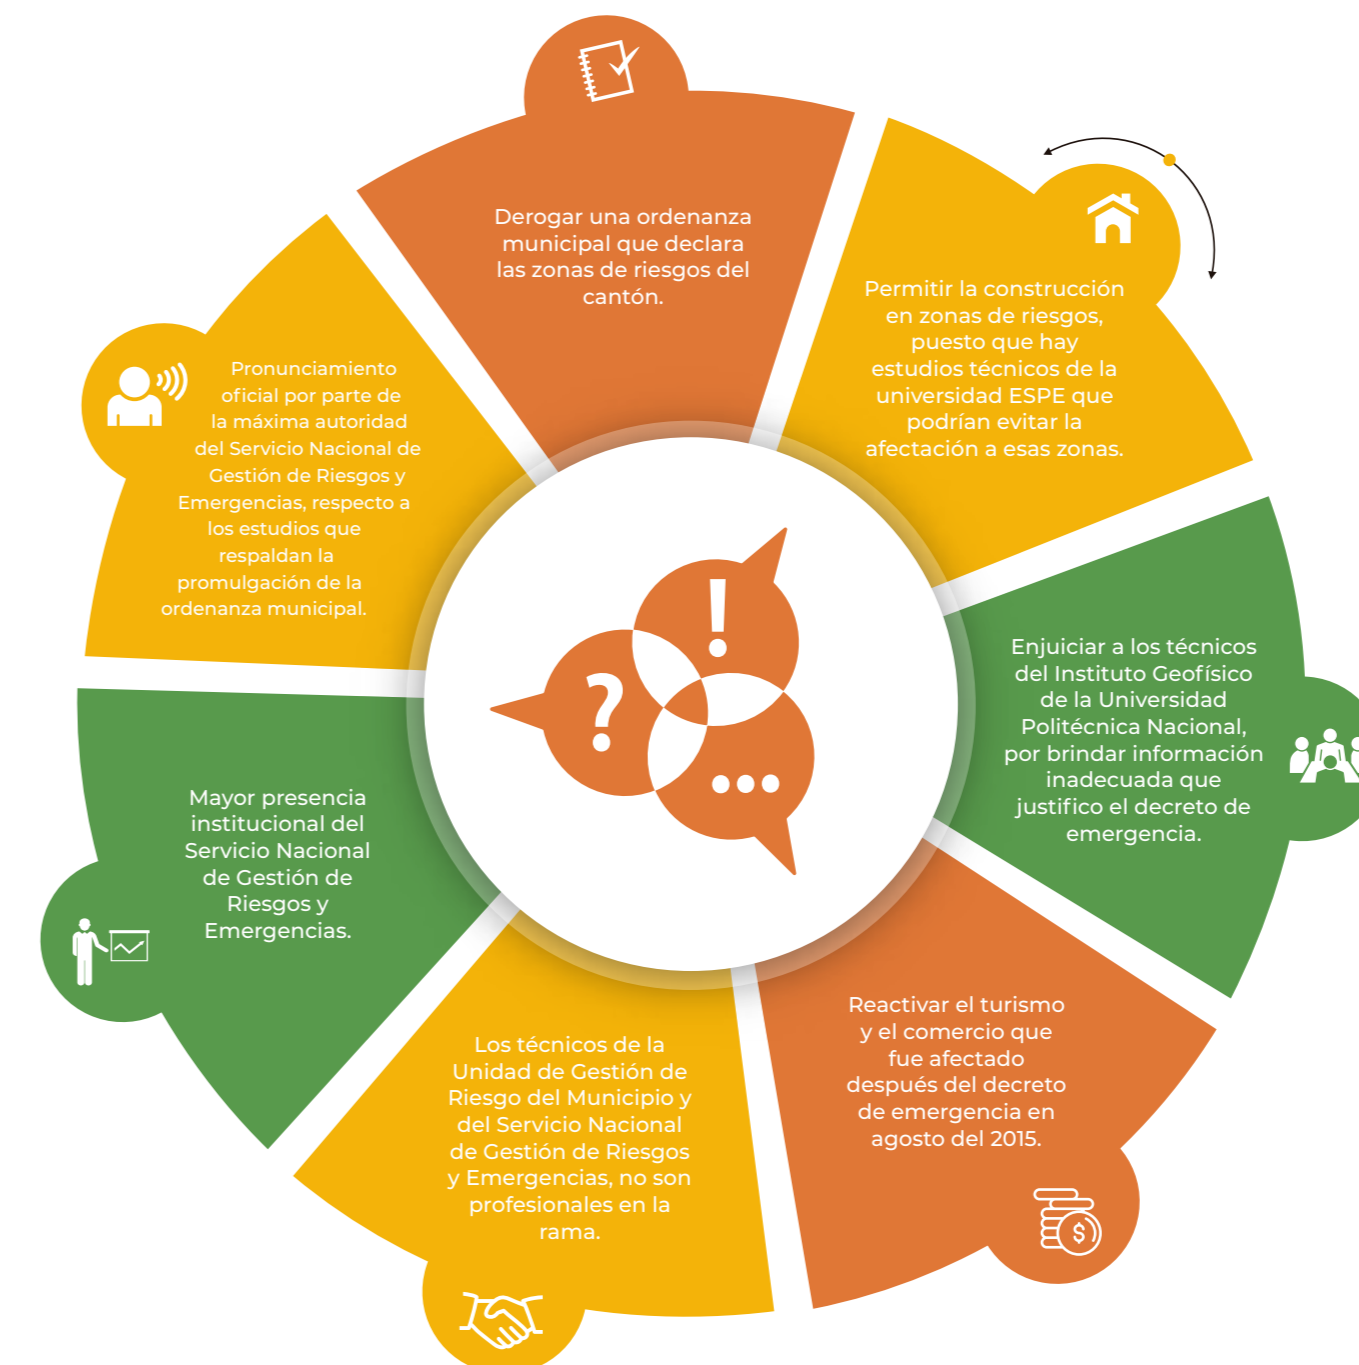 Derogar una ordenanza
municipal que declara
las zonas de riesgos del
cantón.
Permitir la construcción
en zonas de riesgos,
puesto que hay
estudios técnicos de la
universidad ESPE que
podrían evitar la
afectación a esas zonas.
Enjuiciar a los técnicos
del Instituto Geofísico
de la Universidad
Politécnica Nacional,
por brindar información
inadecuada que
justifico el decreto de
emergencia.
Reactivar el turismo
y el comercio que
fue afectado
después del decreto
de emergencia en
agosto del 2015.
Los técnicos de la
Unidad de Gestión de
Riesgo del Municipio y
del Servicio Nacional
de Gestión de Riesgos
y Emergencias, no son
profesionales en la
rama.
Mayor presencia
institucional del
Servicio Nacional
de Gestión de
Riesgos y
Emergencias.
Pronunciamiento
oficial por parte de
la máxima autoridad
del Servicio Nacional de
Gestión de Riesgos y
Emergencias, respecto a
los estudios que
respaldan la
promulgación de la
ordenanza municipal.
!
?
...
$